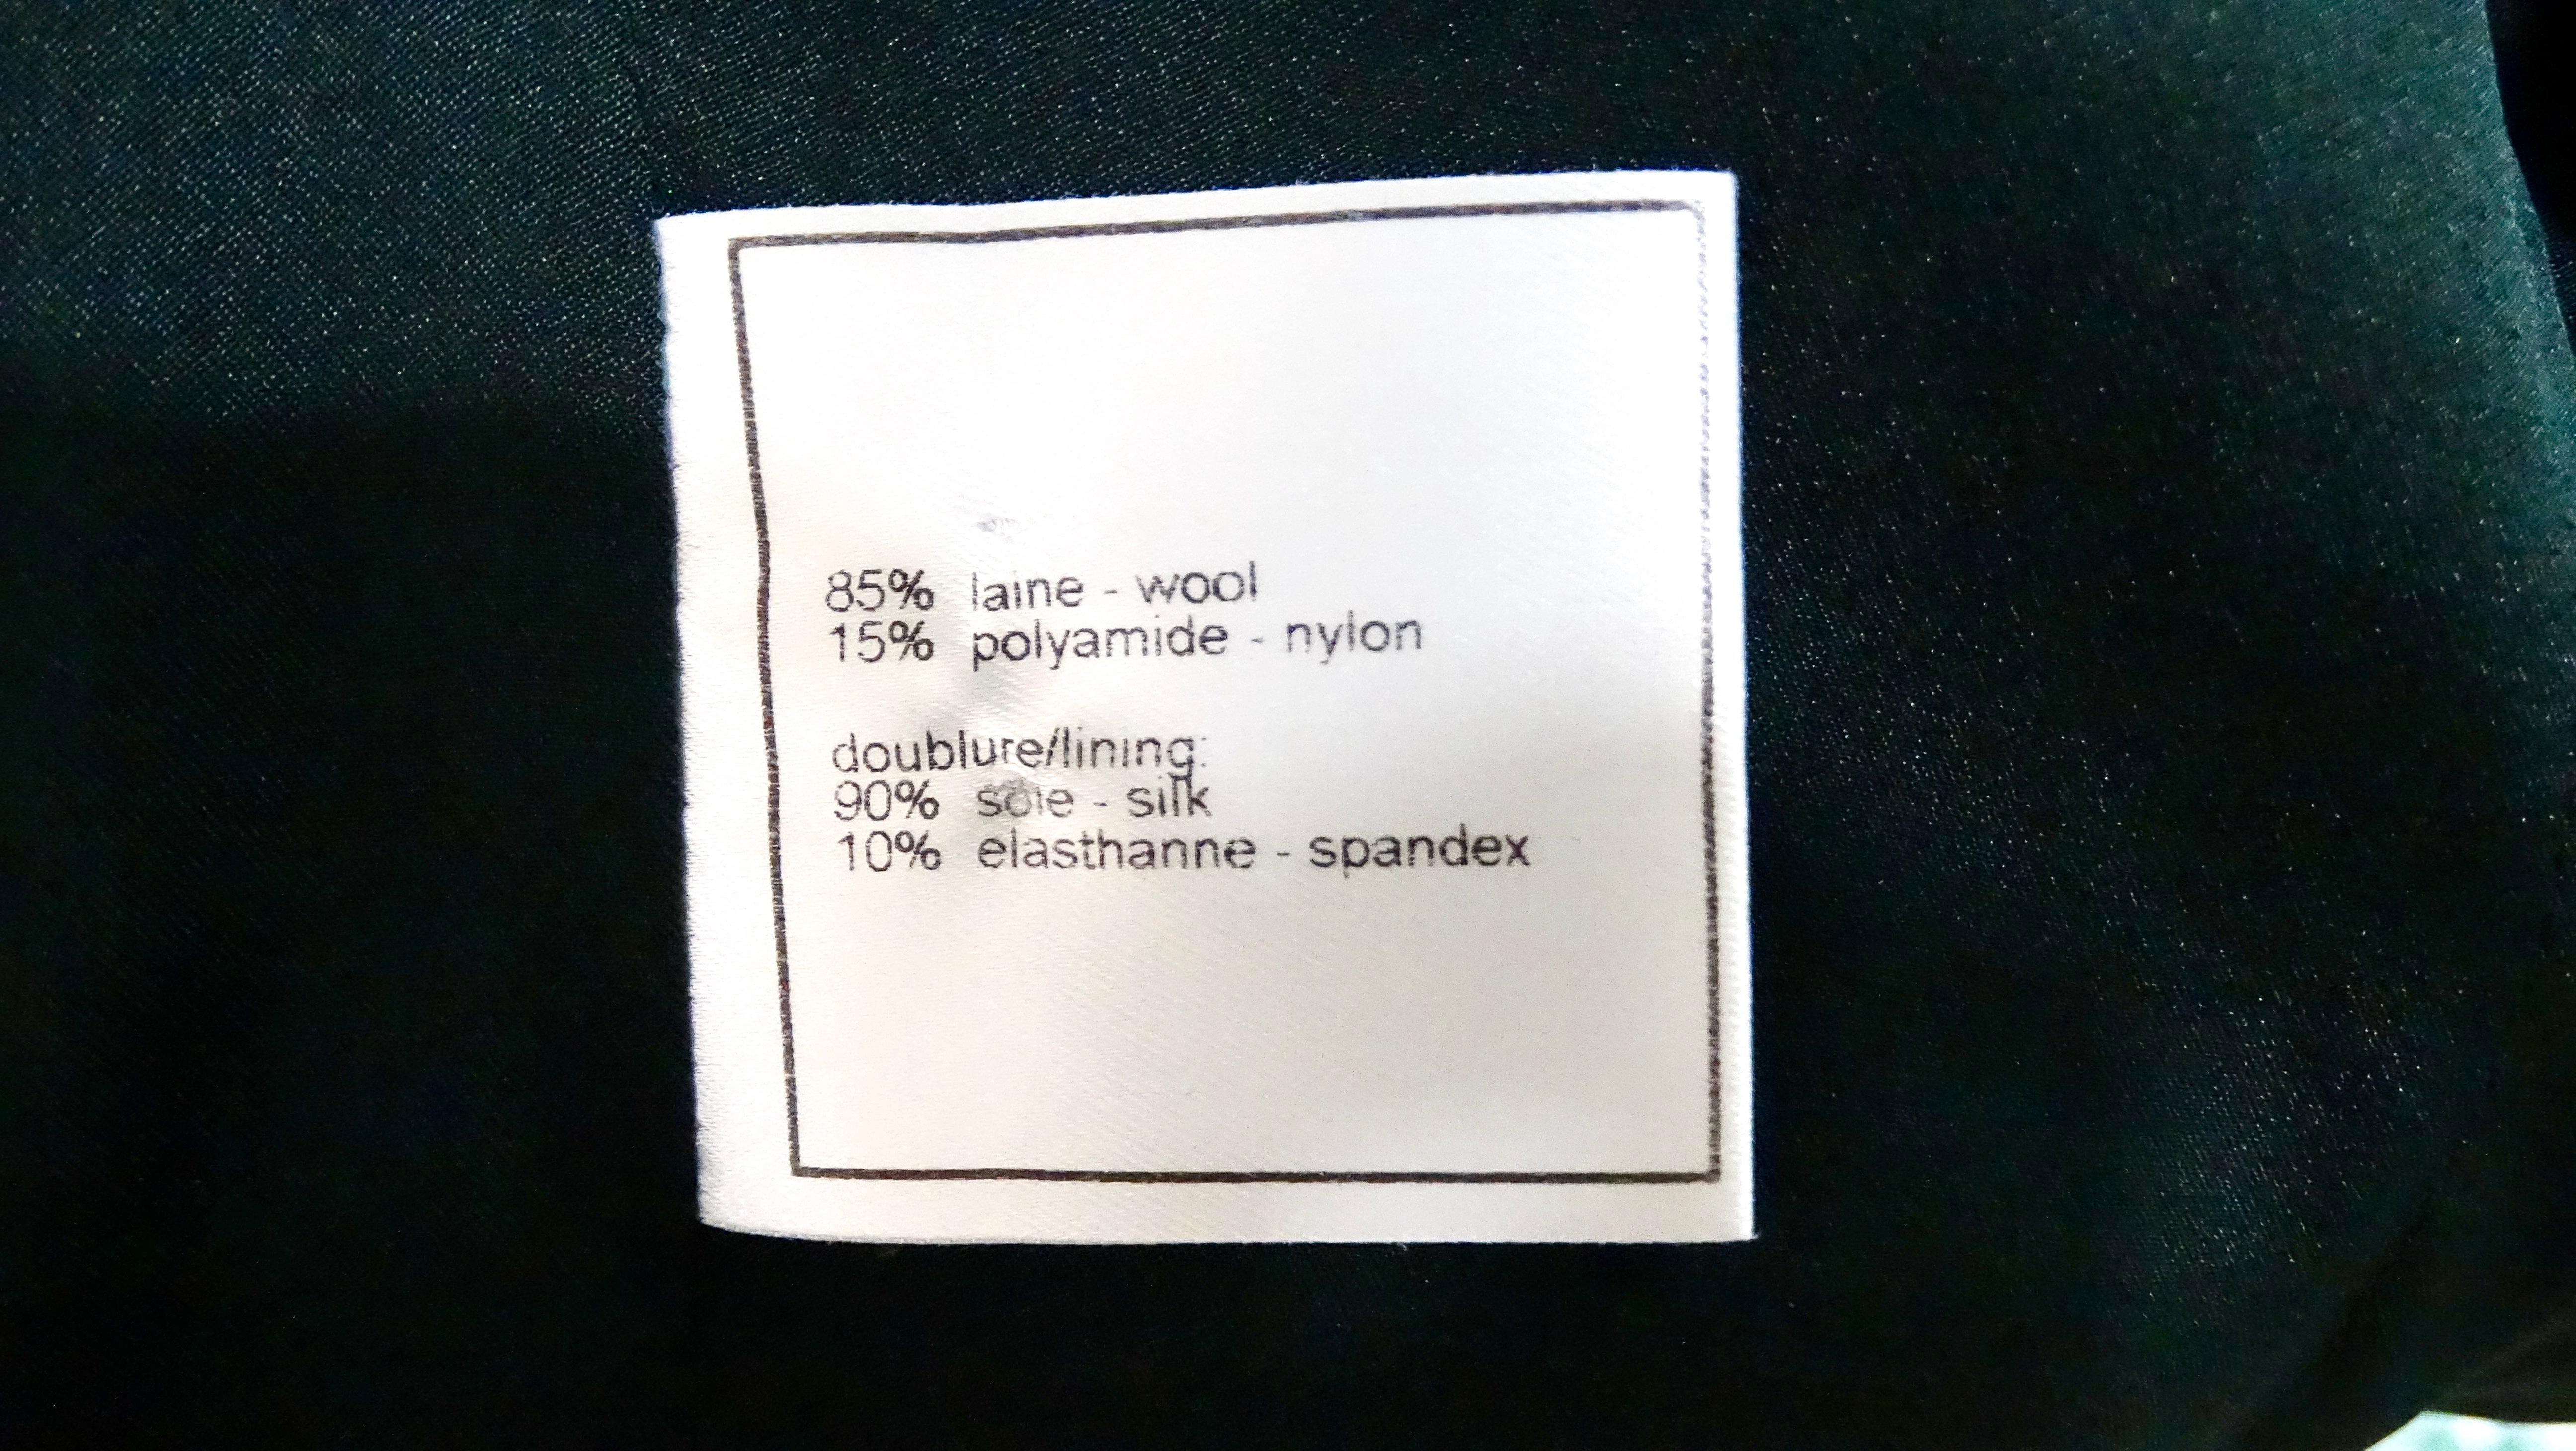 85% laine - wool
15% polyamide - nylon
doublure/lining:
90% soie - silk
10% elasthanne - spandex